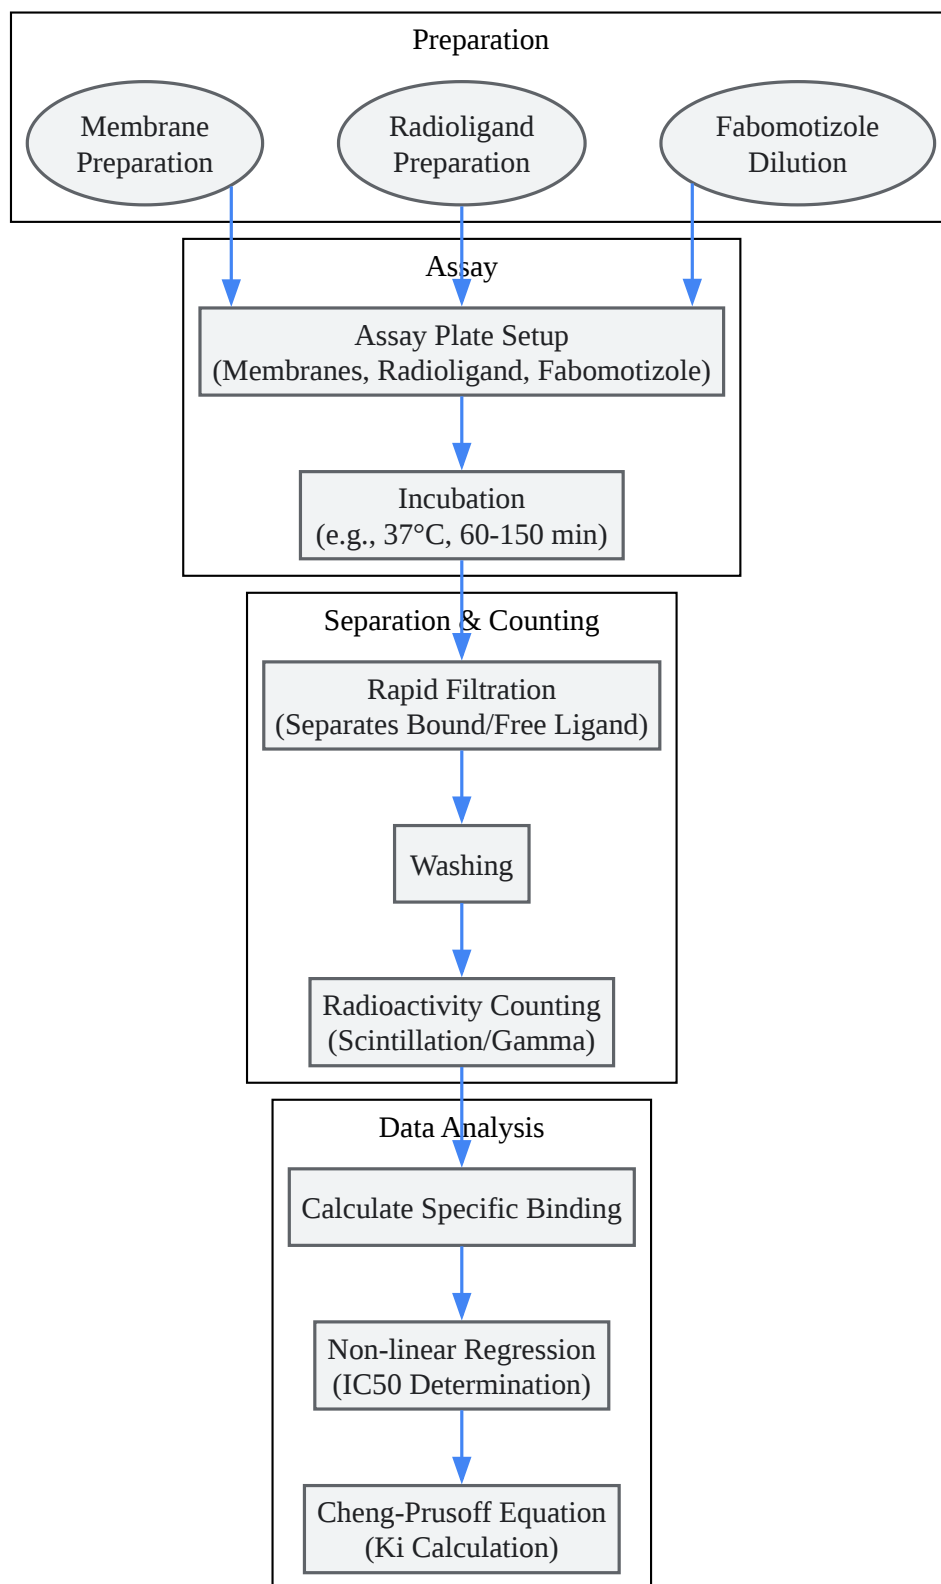 Preparation
Membrane
Preparation
Radioligand
Preparation
Fabomotizole
Dilution
Assay
Assay Plate Setup
(Membranes, Radioligand, Fabomotizole)
Incubation
(e.g., 37°C, 60-150 min)
Separation & Counting
Rapid Filtration
(Separates Bound/Free Ligand)
Washing
Radioactivity Counting
(Scintillation/Gamma)
Data Analysis
Calculate Specific Binding
Non-linear Regression
(IC50 Determination)
Cheng-Prusoff Equation
(Ki Calculation)